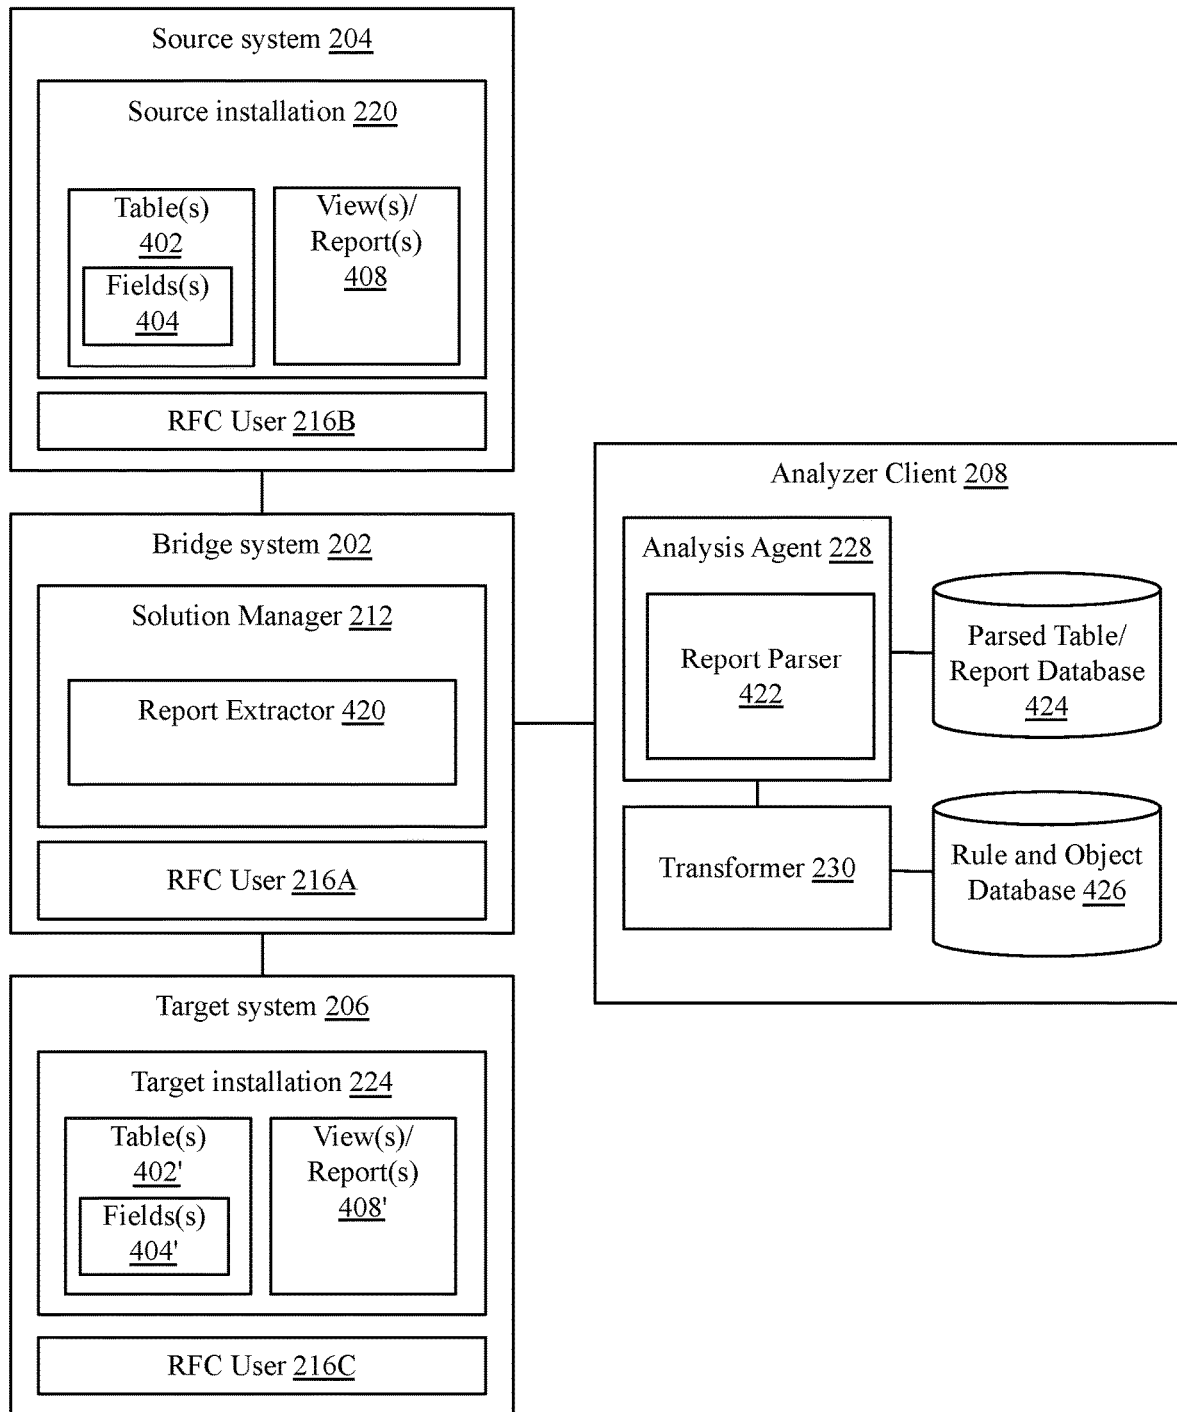 Source system 204
Source installation 220
Table(s)
402
Fields(s)
404
View(s)/
Report(s)
408
RFC User 216B
Bridge system 202
Solution Manager 212
Report Extractor 420
RFC User 216A
Target system 206
Target installation 224
Table(s)
402'
Fields(s)
404'
View(s)/
Report(s)
408'
RFC User 216C
Analyzer Client 208
Analysis Agent 228
Report Parser
422
Parsed Table/
Report Database
424
Transformer 230
Rule and Object
Database 426